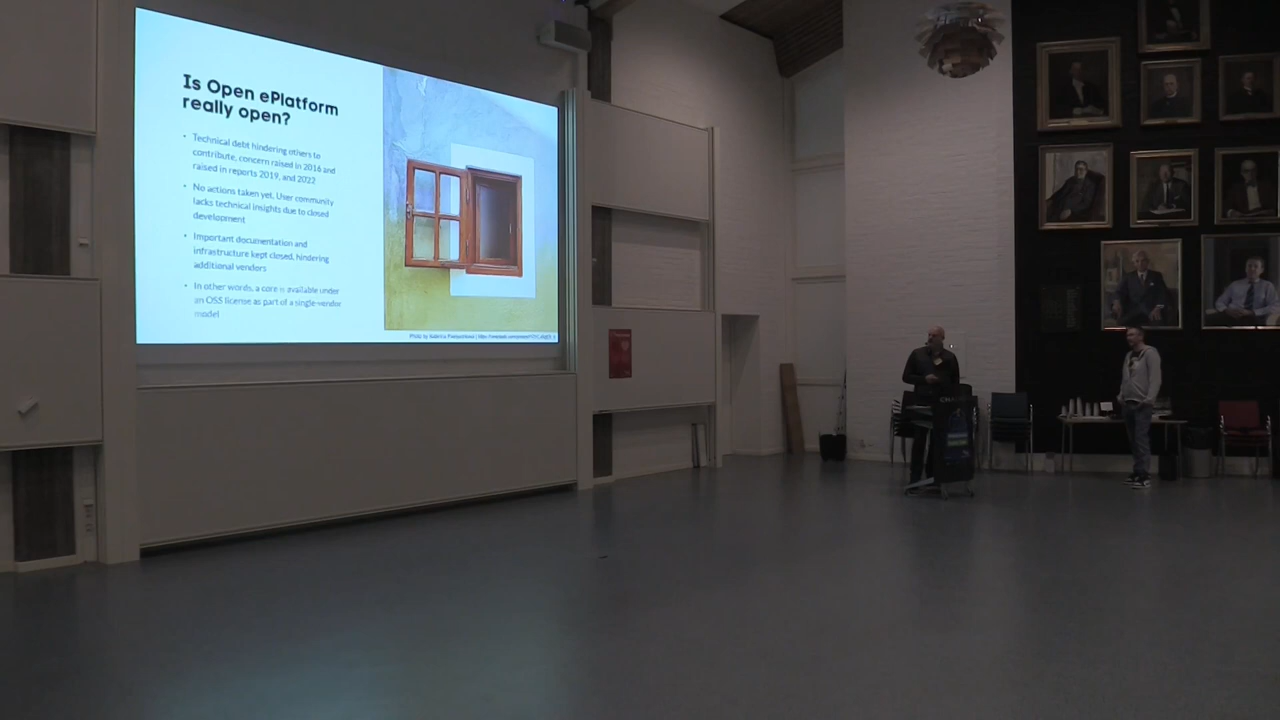 Is Open ePlatform
really open?
• Technical debt hindering others to
contribute, concern raised in 2016 and
raised in reports 2019, and 2022
• No actions taken yet, User community
lacks technical insights due to closed
development
• Important documentation and
infrastructure kept closed, hindering
additional vendors
• In other words, a core is available under
an OSS license as part of a single-vendor
model
Photo by